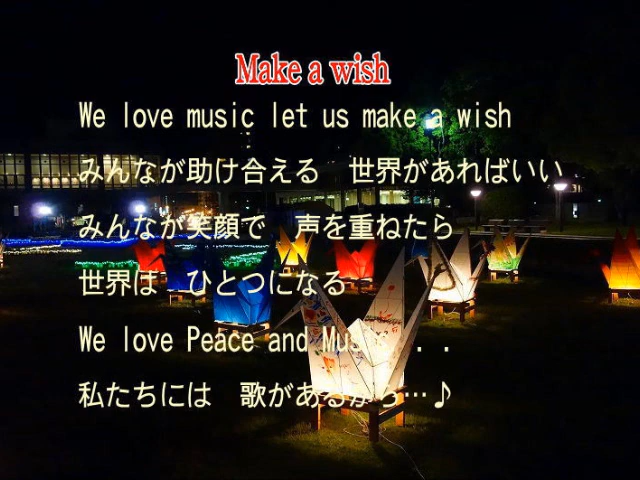 Make a wish
We love music let us make a wish
みんなが助け合える　世界があればいい
みんなが笑顔で　声を重ねたら
世界は　ひとつになる
We love Peace and Music . .
私たちには　歌があるから…♪